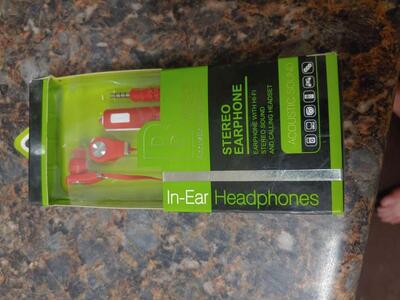 STEREO
EARPHONE
EARPHONE WITH HI-FI
STEREO SOUND
AND CALLING HEADSET
ACOUSTIC SOUND
In-Ear Headphones